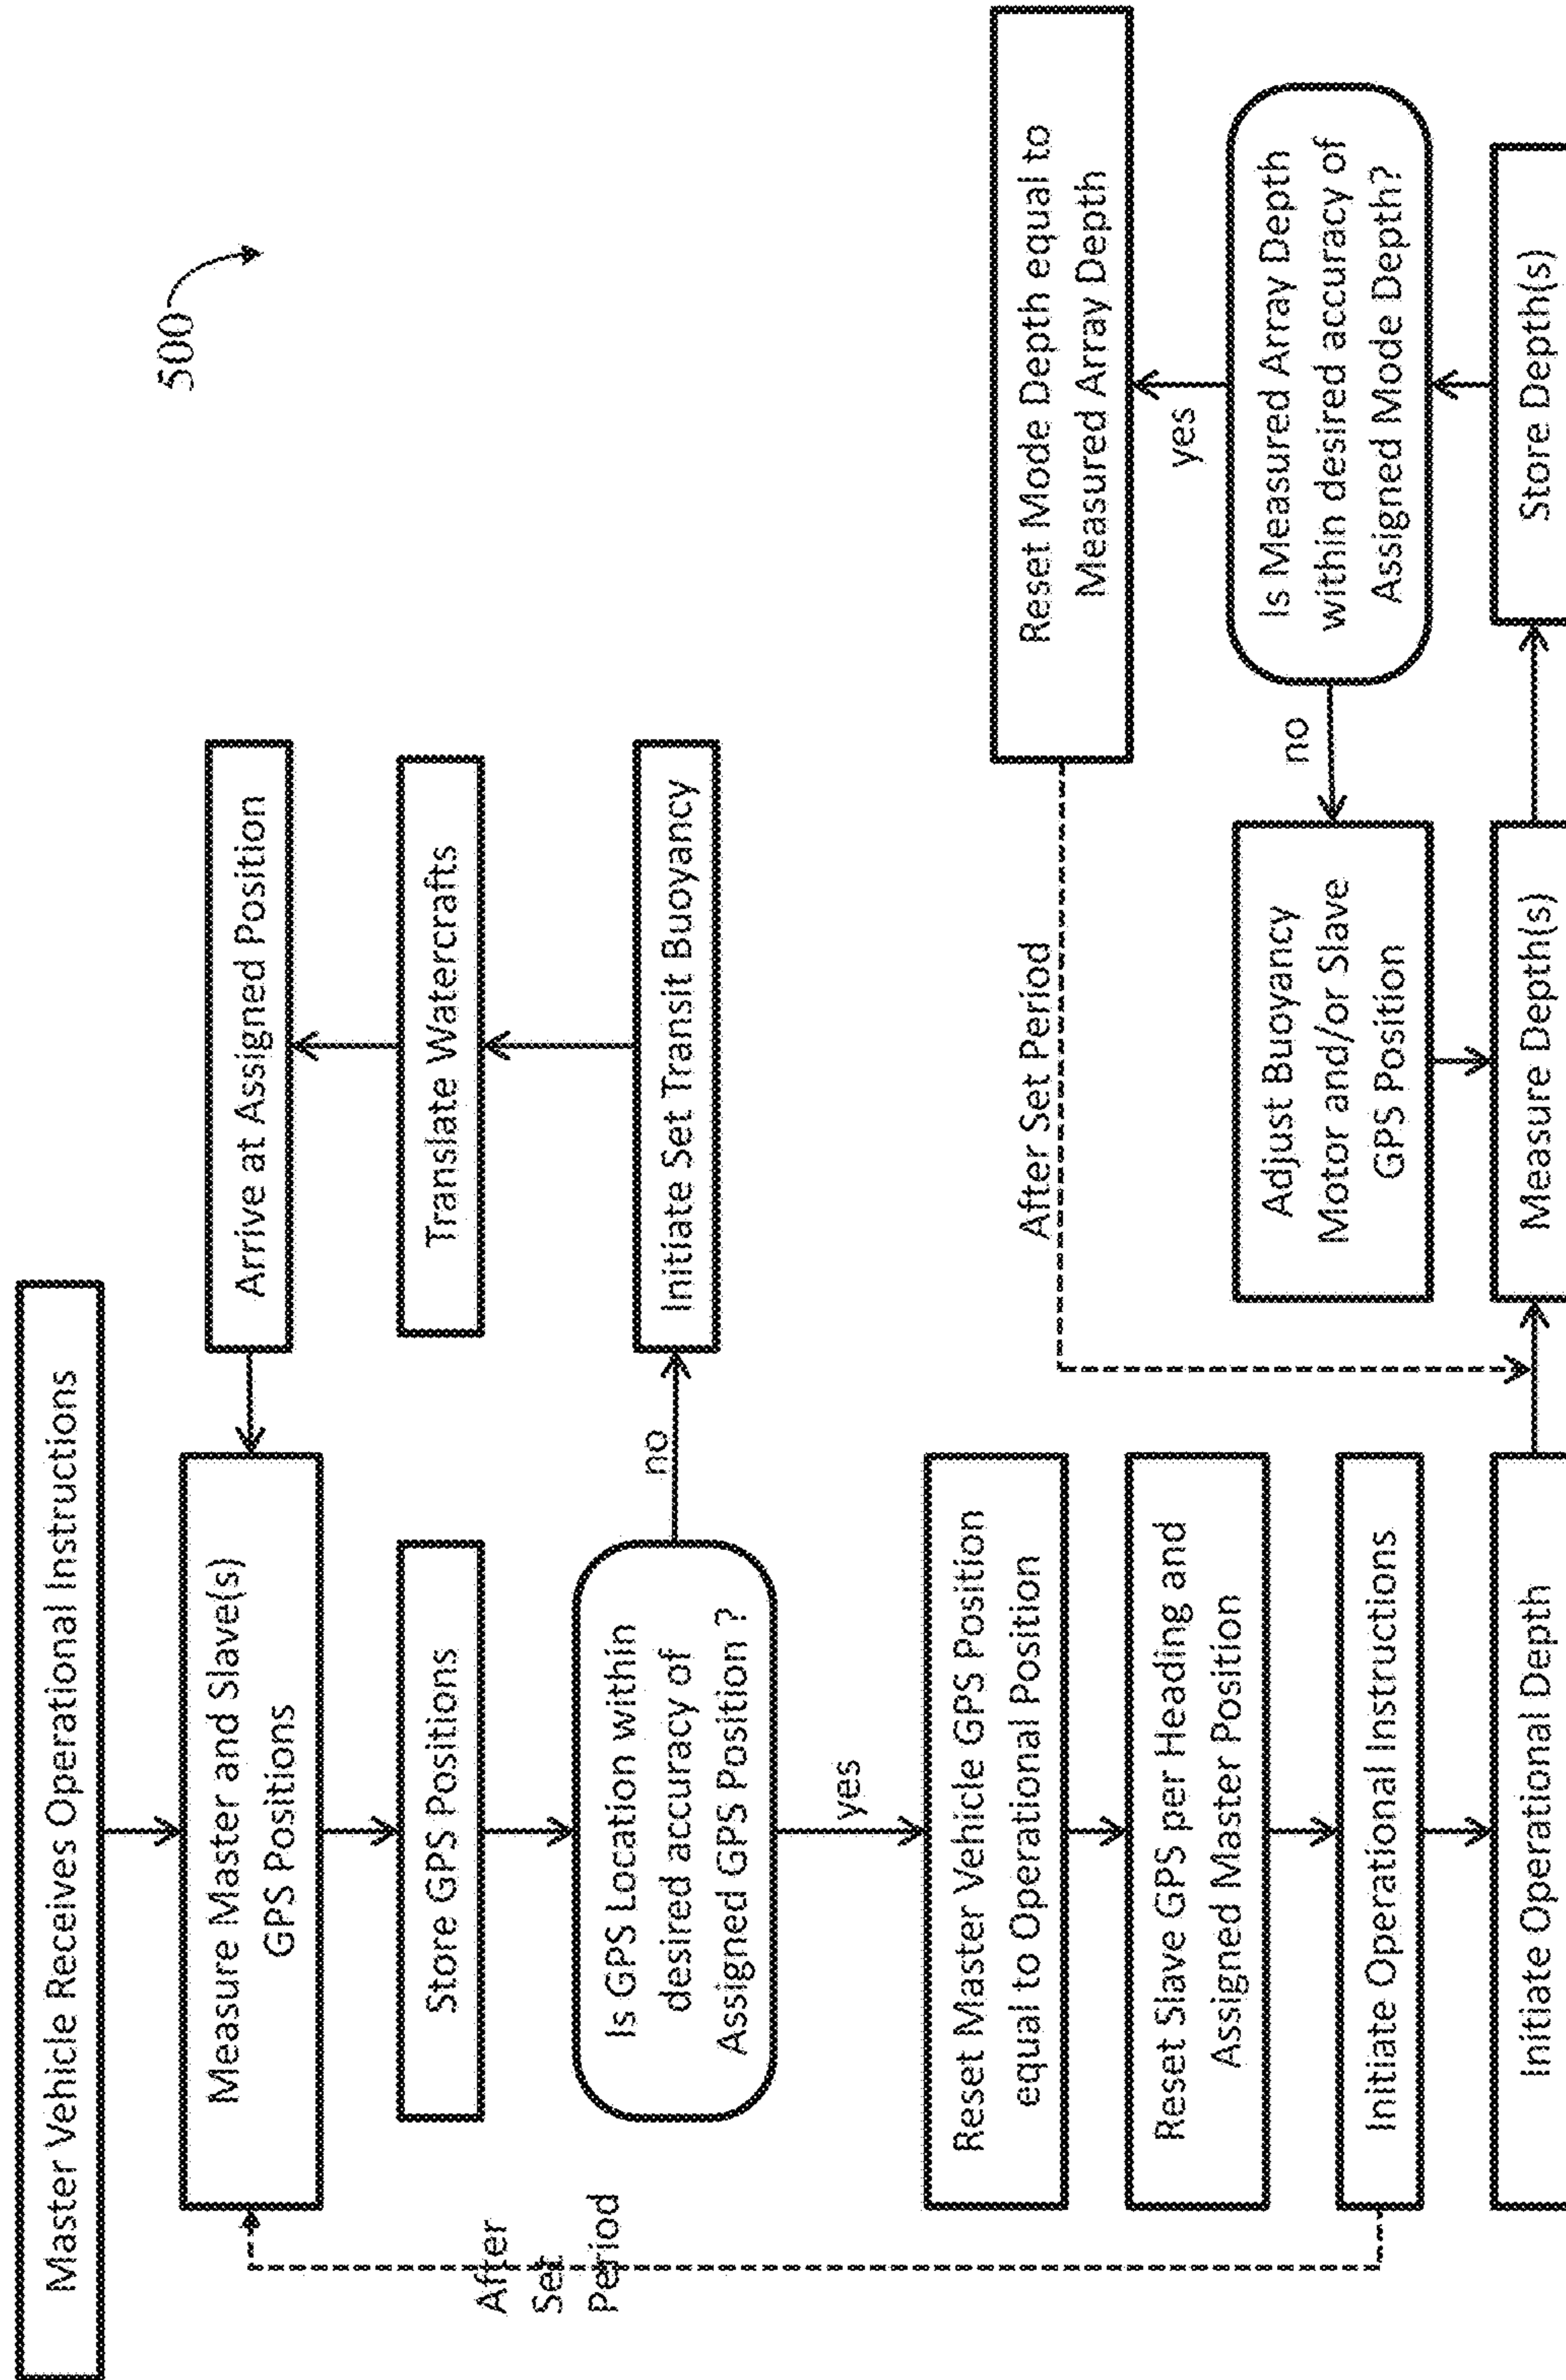 500
Master Vehicle Receives Operational Instructions
Measure Master and Slave(s)
GPS Positions
Arrive at Assigned Position
Store GPS Positions
Translate Watercrafts
After
Set
Period
Is GPS Location within
desired accuracy of
Assigned GPS Position ?
no
Initiate Set Transit Buoyancy
yes
Reset Master Vehicle GPS Position
equal to Operational Position
Reset Slave GPS per Heading and
Assigned Master Position
Initiate Operational Instructions
Initiate Operational Depth
After Set Period
Reset Mode Depth equal to
Measured Array Depth
yes
Adjust Buoyancy
Motor and/or Slave
GPS Position
no
Is Measured Array Depth
within desired accuracy of
Assigned Mode Depth?
Measure Depth(s)
Store Depth(s)